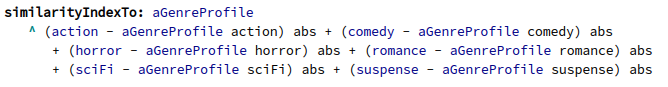 similarityIndexTo: aGenreProfile
^ (action - aGenreProfile action) abs + (comedy - aGenreProfile comedy) abs
+ (horror - aGenreProfile horror) abs + (romance - aGenreProfile romance) abs
+ (sciFi - aGenreProfile sciFi) abs + (suspense - aGenreProfile suspense) abs